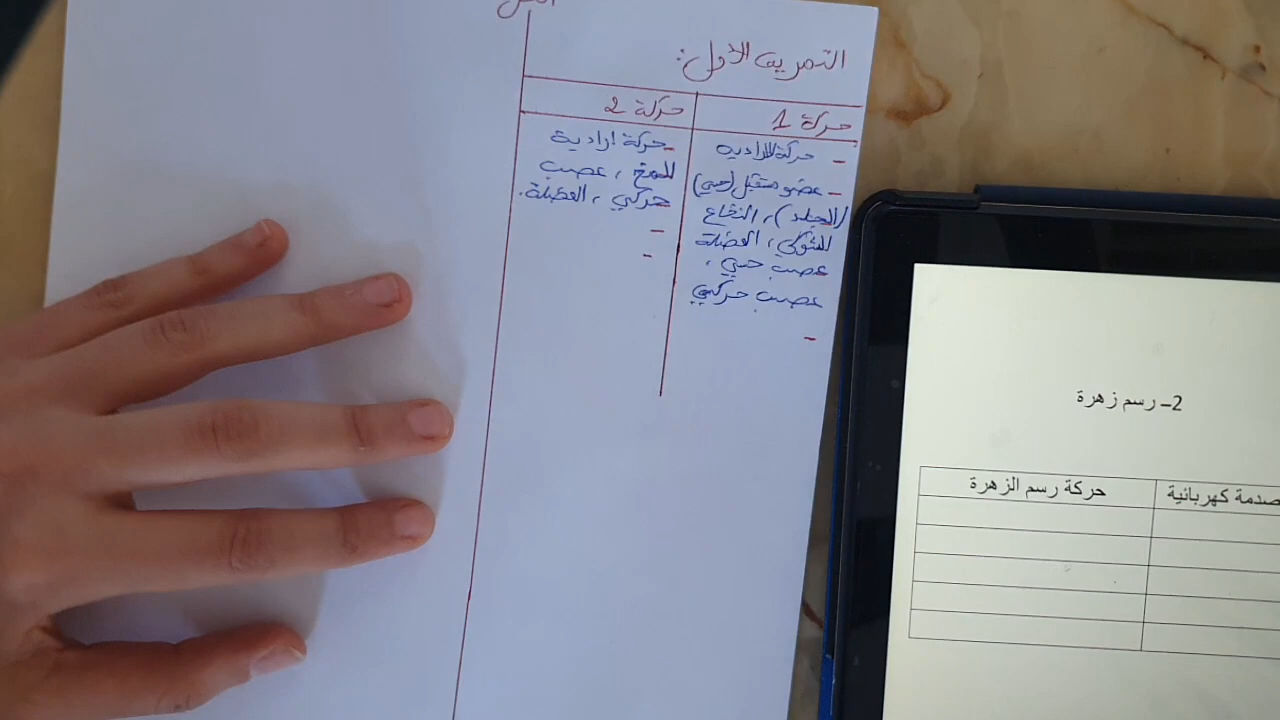 التمرين الأول:
حركة 1
- حركة لاإرادية
- عضو مستقبل (حسي)
(الجلد)، النخاع
الشوكي، العضلة
عصب حسي،
عصب حركي
-
حركة 2
- حركة ارادية
المخ، عصب
حركي، العضلة.
-
-
2- رسم زهرة
صدمة كهربائية
حركة رسم الزهرة